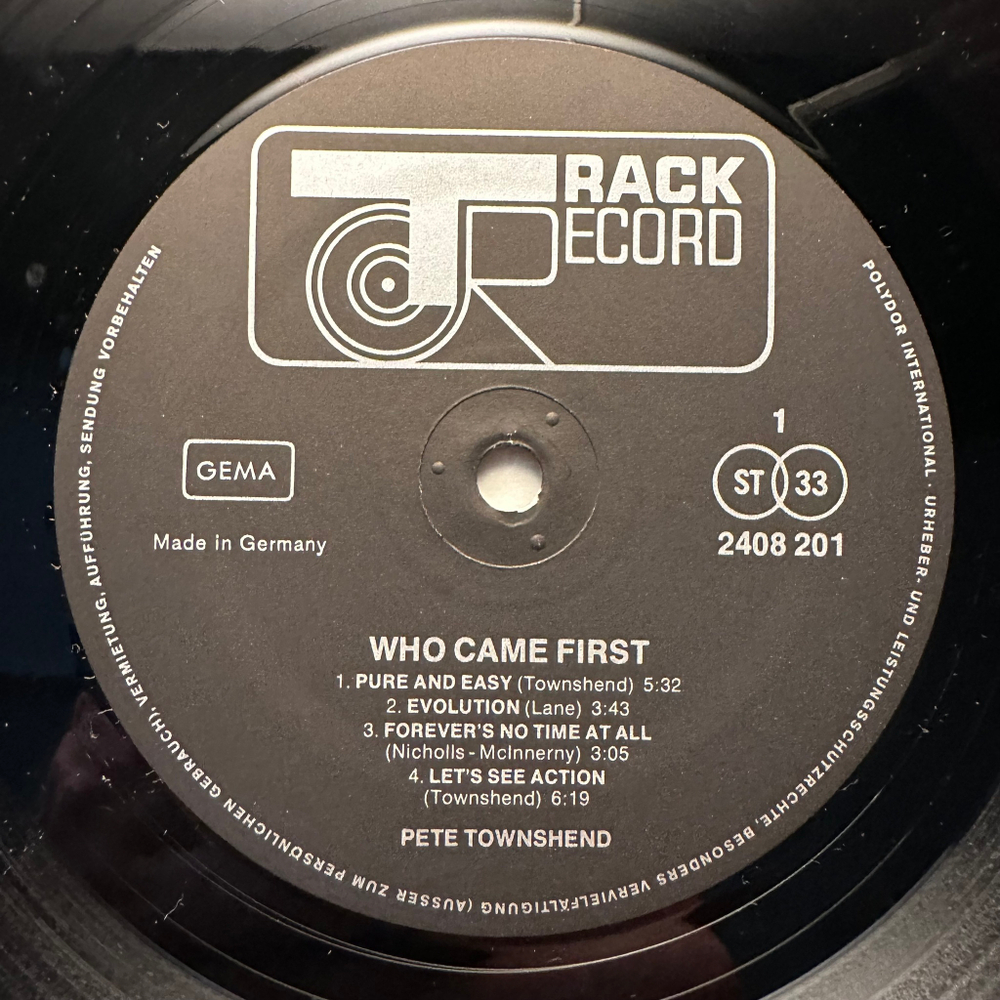 TRACK
RECORD
GEMA
Made in Germany
1
ST 33
2408 201
WHO CAME FIRST
1. PURE AND EASY (Townshend) 5:32
2. EVOLUTION (Lane) 3:43
3. FOREVER'S NO TIME AT ALL
(Nicholls - McInnerny) 3:05
4. LET'S SEE ACTION
(Townshend) 6:19
PETE TOWNSHEND
POLYDOR INTERNATIONAL · URHEBER- UND LEISTUNGSSCHUTZRECHTE, BESONDERS VERVIELFÄLTIGUNG (AUSSER ZUM PERSÖNLICHEN GEBRAUCH), VERMIETUNG, AUFFÜHRUNG, SENDUNG VORBEHALTEN